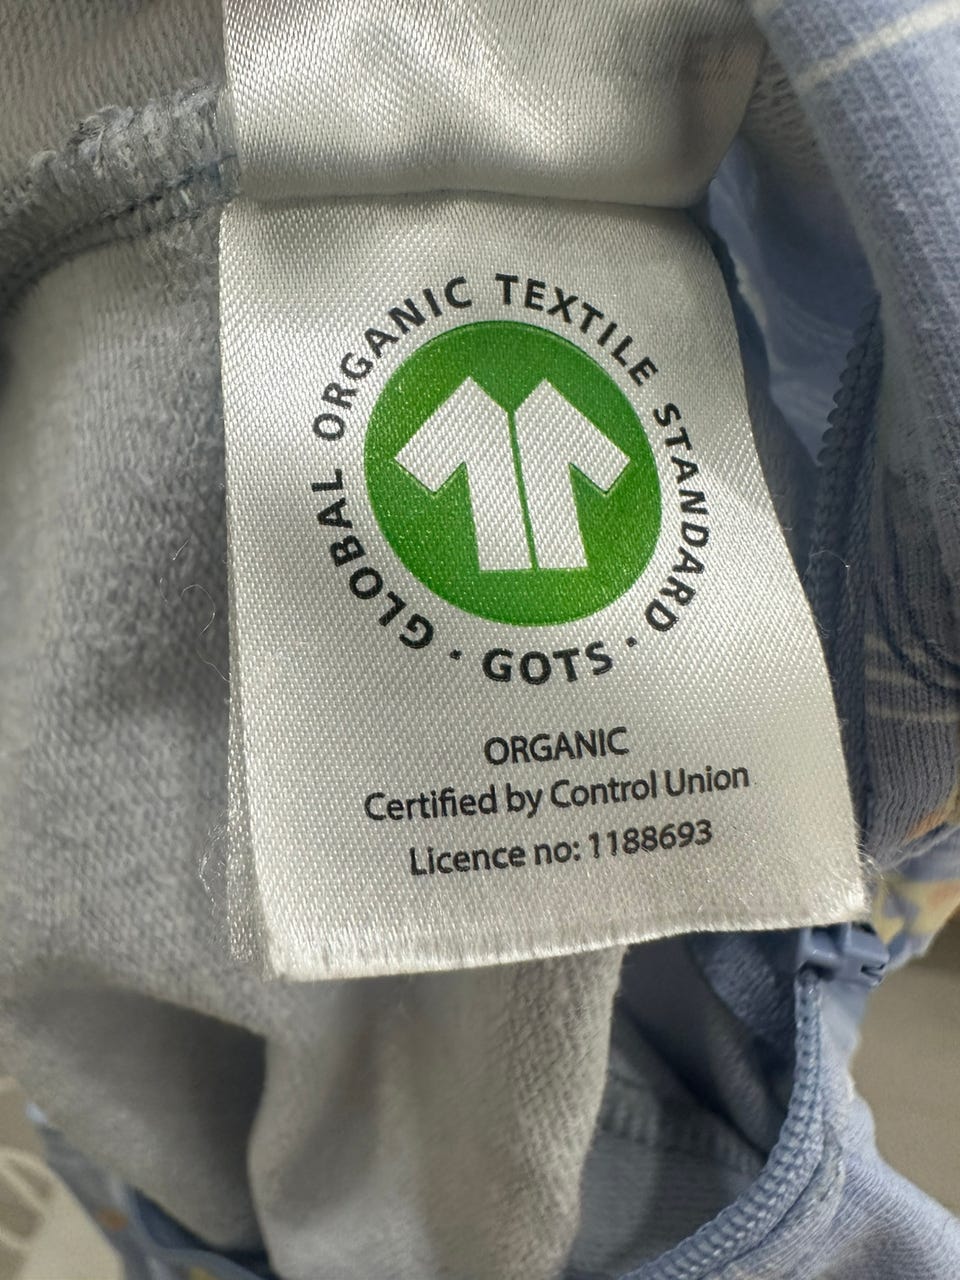 GLOBAL ORGANIC TEXTILE STANDARD · GOTS ·
ORGANIC
Certified by Control Union
Licence no: 1188693